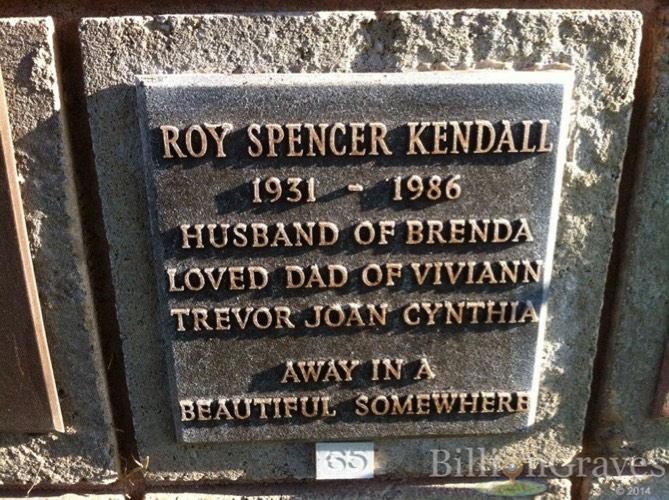 ROY SPENCER KENDALL
1931 - 1986
HUSBAND OF BRENDA
LOVED DAD OF VIVIANN
TREVOR JOAN CYNTHIA
AWAY IN A
BEAUTIFUL SOMEWHERE
65
BillionGraves
© 2014